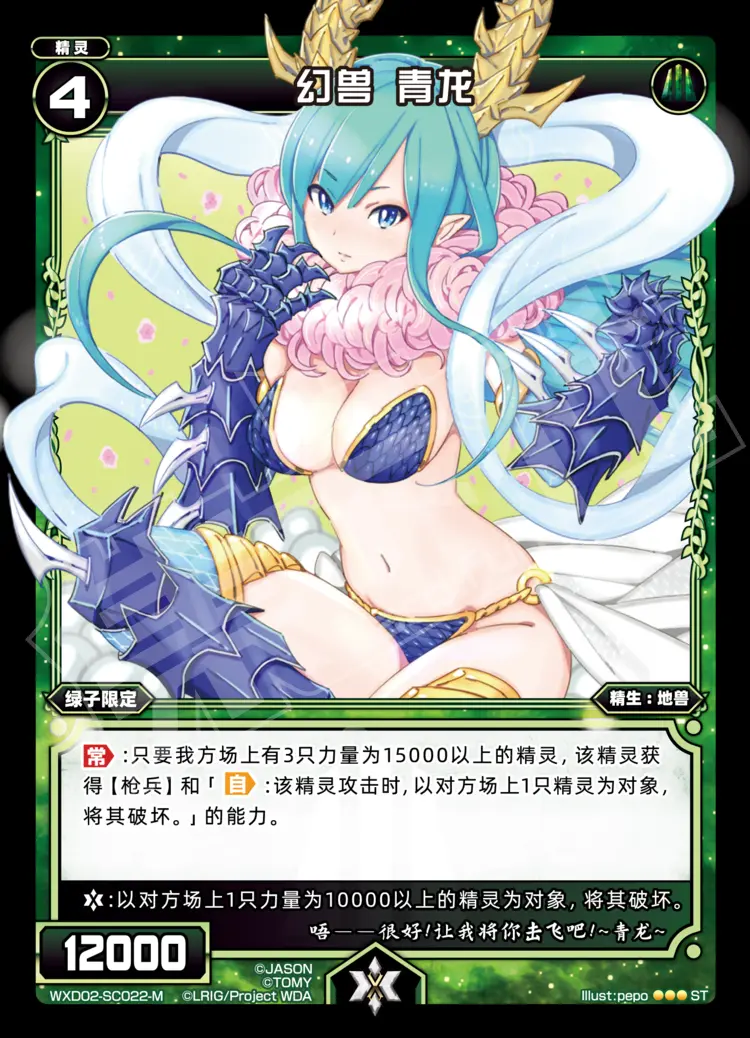 精灵
4
幻兽 青龙
绿子限定
精生：地兽
常:只要我方场上有3只力量为15000以上的精灵,该精灵获
得【枪兵】和「自:该精灵攻击时,以对方场上1只精灵为对象,
将其破坏。」的能力。
:以对方场上1只力量为10000以上的精灵为对象,将其破坏。
唔——很好!让我将你击飞吧!~青龙~
12000
©JASON
©TOMY
WXD02-SC022-M ©LRIG/Project WDA
Illust:pepo ST